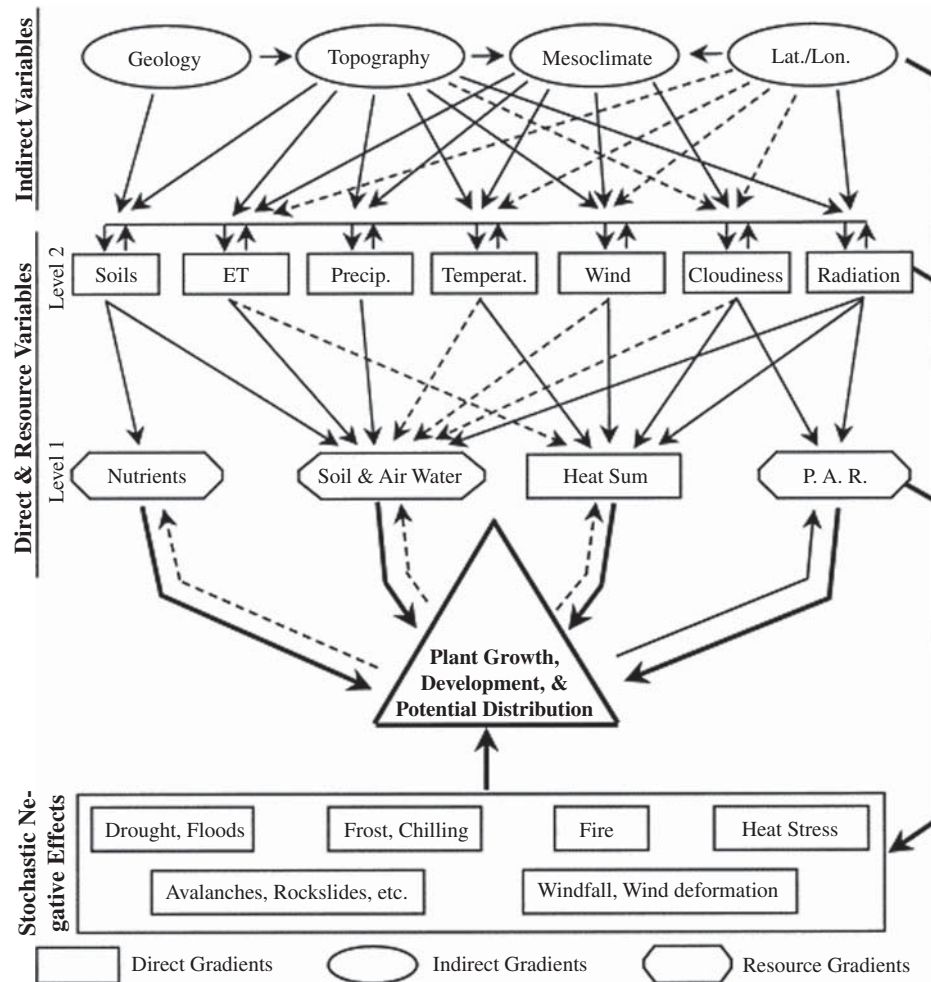 Indirect Variables
Geology
Topography
Mesoclimate
Lat./Lon.
Direct & Resource Variables
Level 2
Soils
ET
Precip.
Temperat.
Wind
Cloudiness
Radiation
Level 1
Nutrients
Soil & Air Water
Heat Sum
P. A. R.
Plant Growth,
Development, &
Potential Distribution
Stochastic Ne-
gative Effects
Drought, Floods
Frost, Chilling
Fire
Heat Stress
Avalanches, Rockslides, etc.
Windfall, Wind deformation
Direct Gradients
Indirect Gradients
Resource Gradients